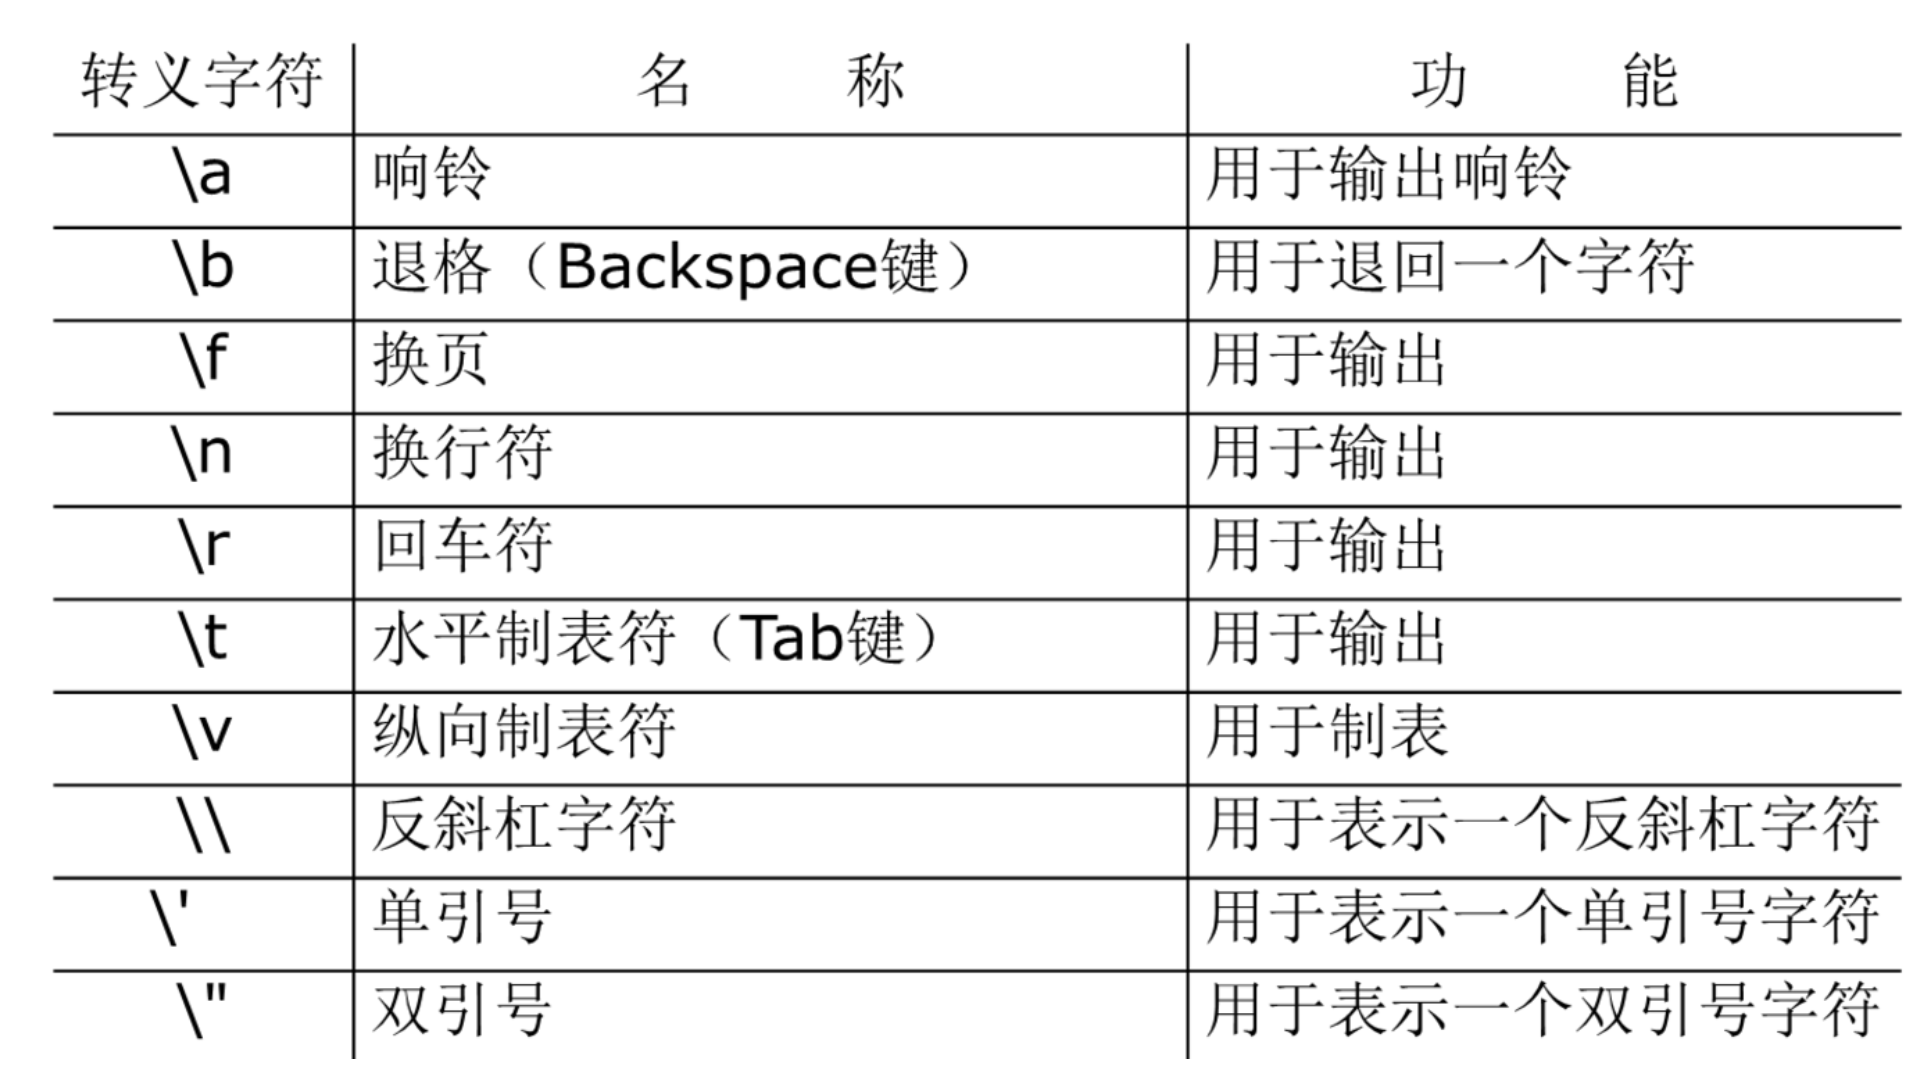 转义字符 名 称 功 能
\a 响铃 用于输出响铃
\b 退格（Backspace键） 用于退回一个字符
\f 换页 用于输出
\n 换行符 用于输出
\r 回车符 用于输出
\t 水平制表符（Tab键） 用于输出
\v 纵向制表符 用于制表
\\ 反斜杠字符 用于表示一个反斜杠字符
\' 单引号 用于表示一个单引号字符
\" 双引号 用于表示一个双引号字符